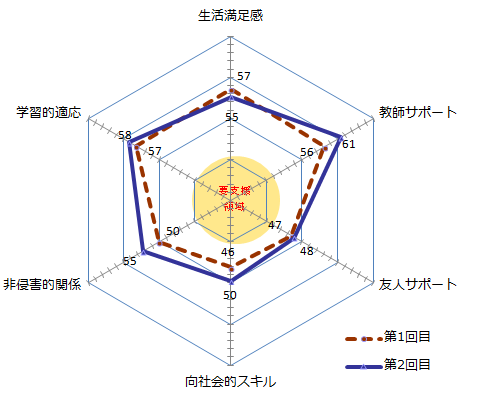 生活満足感
57
55
学習的適応
教師サポート
58
57
56
61
要支援
領域
50
47
46
48
55
50
非侵害的関係
友人サポート
向社会的スキル
第1回目
第2回目